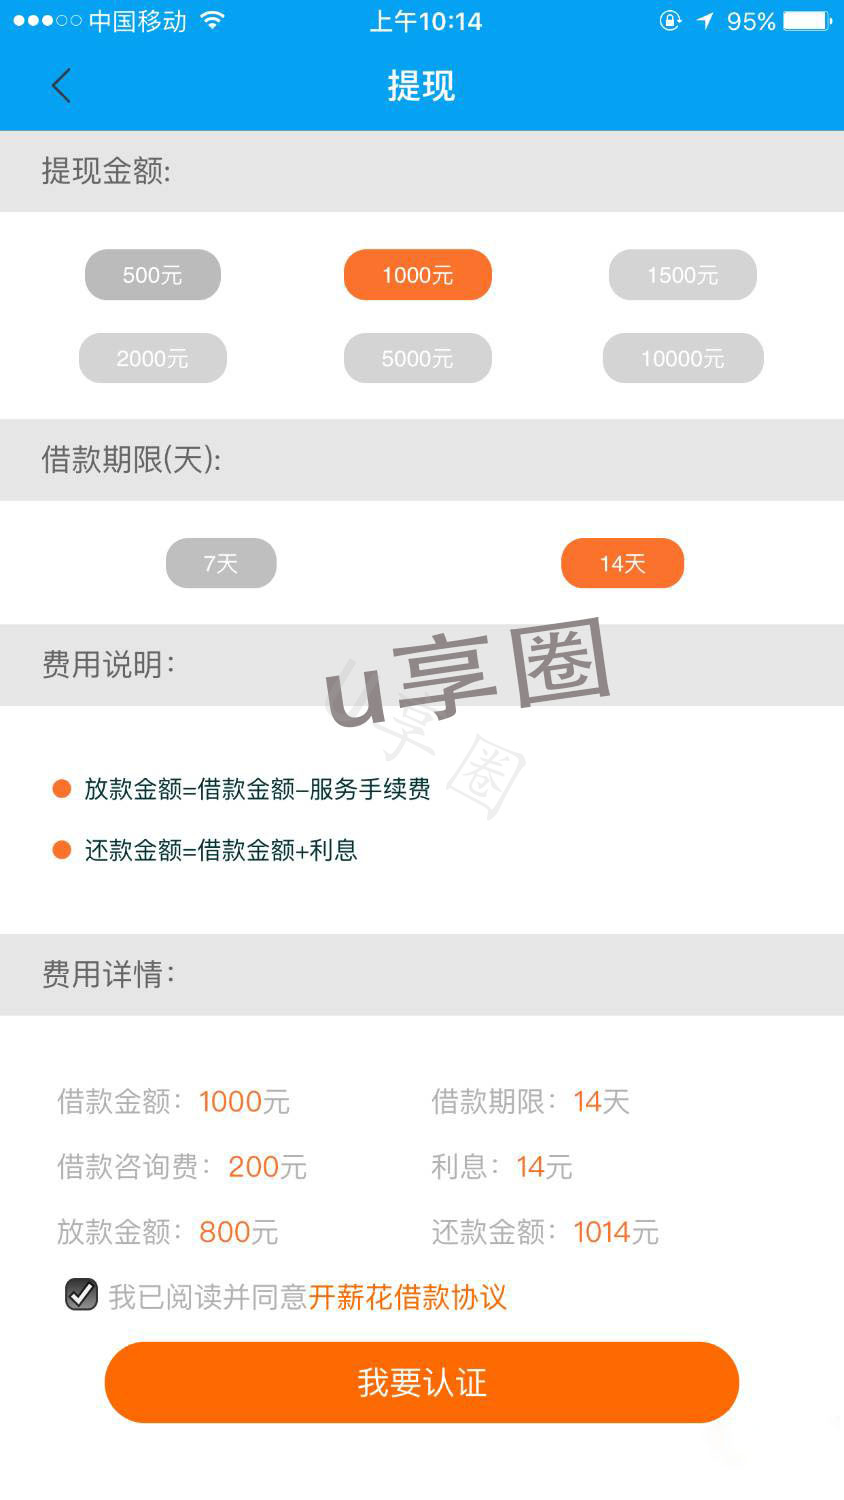 中国移动 上午10:14 95%
提现
提现金额:
500元 1000元 1500元
2000元 5000元 10000元
借款期限(天):
7天 14天
费用说明：
u享圈
u享圈
放款金额=借款金额-服务手续费
还款金额=借款金额+利息
费用详情：
借款金额：1000元 借款期限：14天
借款咨询费：200元 利息：14元
放款金额：800元 还款金额：1014元
我已阅读并同意开薪花借款协议
我要认证